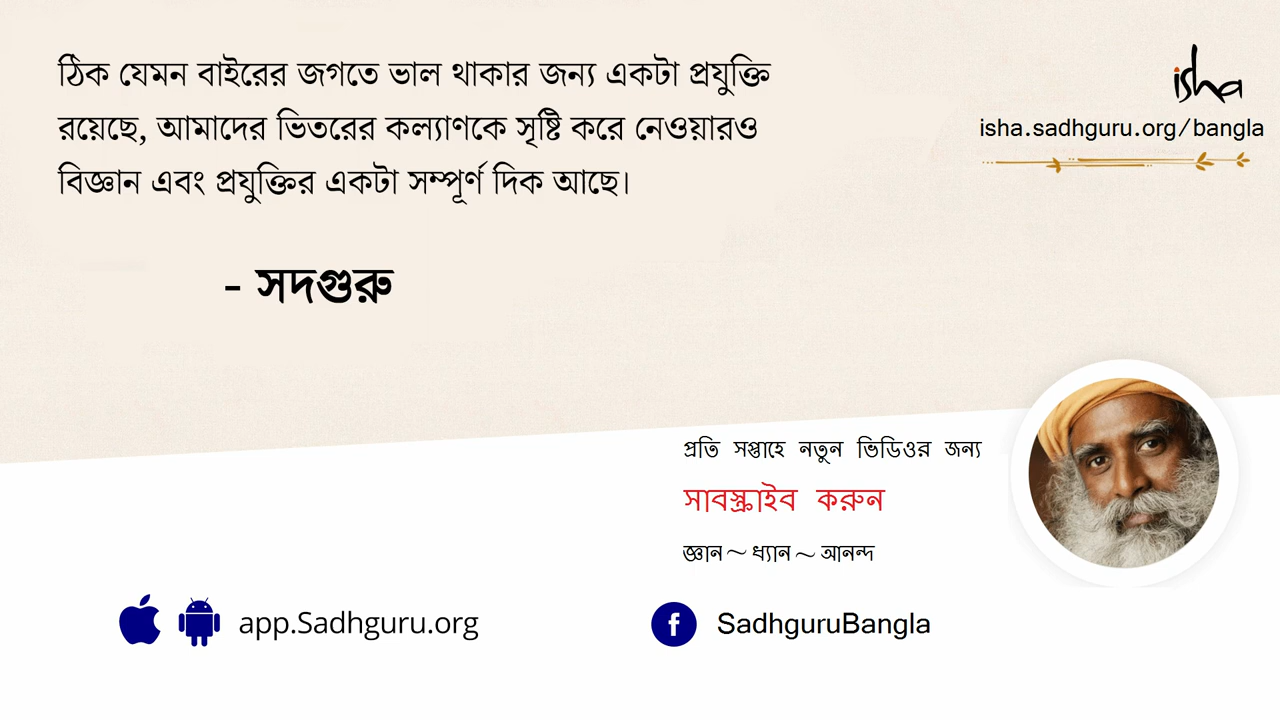 ঠিক যেমন বাইরের জগতে ভাল থাকার জন্য একটা প্রযুক্তি
রয়েছে, আমাদের ভিতরের কল্যাণকে সৃষ্টি করে নেওয়ারও
বিজ্ঞান এবং প্রযুক্তির একটা সম্পূর্ণ দিক আছে।
- সদগুরু
isha
isha.sadhguru.org/bangla
প্রতি সপ্তাহে নতুন ভিডিওর জন্য
সাবস্ক্রাইব করুন
জ্ঞান ~ ধ্যান ~ আনন্দ
app.Sadhguru.org
f SadhguruBangla